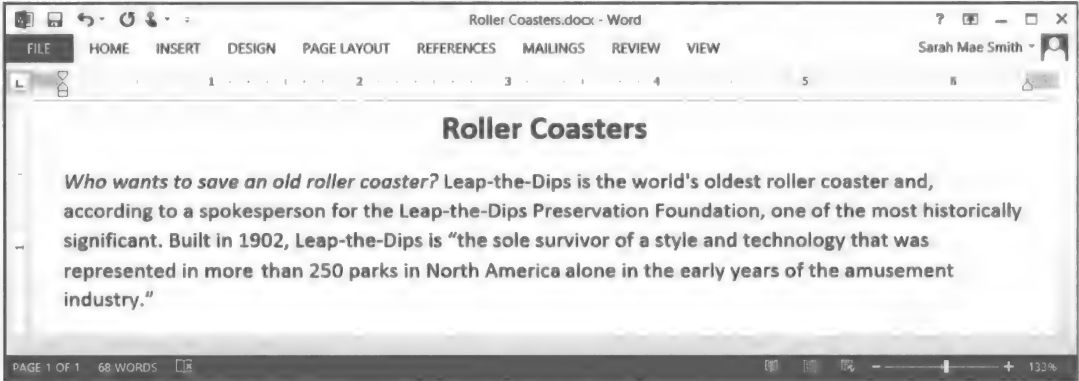 Roller Coasters.docx - Word
?
FILE HOME INSERT DESIGN PAGE LAYOUT REFERENCES MAILINGS REVIEW VIEW Sarah Mae Smith
L 1 2 3 4 5 6
Roller Coasters
Who wants to save an old roller coaster? Leap-the-Dips is the world's oldest roller coaster and,
according to a spokesperson for the Leap-the-Dips Preservation Foundation, one of the most historically
1
significant. Built in 1902, Leap-the-Dips is “the sole survivor of a style and technology that was
represented in more than 250 parks in North America alone in the early years of the amusement
industry.”
PAGE 1 OF 1 68 WORDS 133%